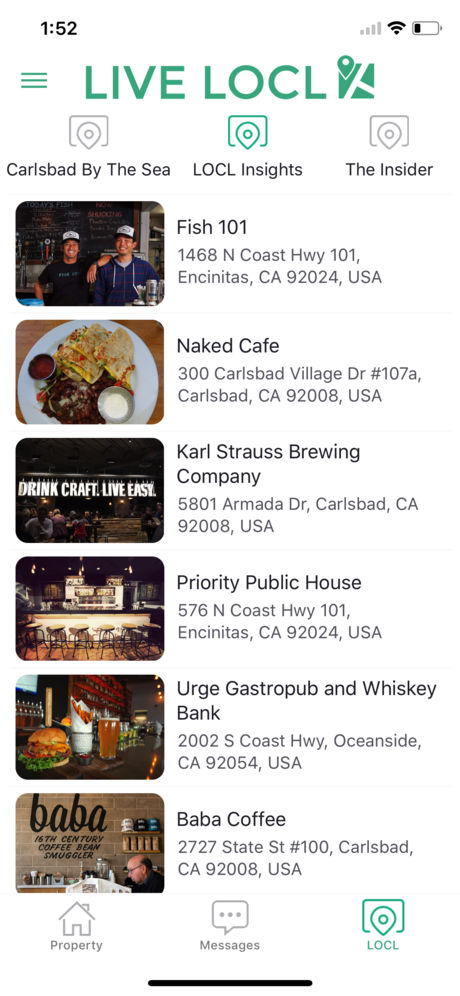 1:52
LIVE LOCL
Carlsbad By The Sea
LOCL Insights
The Insider
TODAY'S FISH
NOW
SHUCKING
Fish 101
1468 N Coast Hwy 101,
Encinitas, CA 92024, USA
Naked Cafe
300 Carlsbad Village Dr #107a,
Carlsbad, CA 92008, USA
DRINK CRAFT. LIVE EASY.
Karl Strauss Brewing
Company
5801 Armada Dr, Carlsbad, CA
92008, USA
Priority Public House
576 N Coast Hwy 101,
Encinitas, CA 92024, USA
Urge Gastropub and Whiskey
Bank
2002 S Coast Hwy, Oceanside,
CA 92054, USA
baba
16TH CENTURY
COFFEE BEAN
SMUGGLER
Baba Coffee
2727 State St #100, Carlsbad,
CA 92008, USA
Property
Messages
LOCL